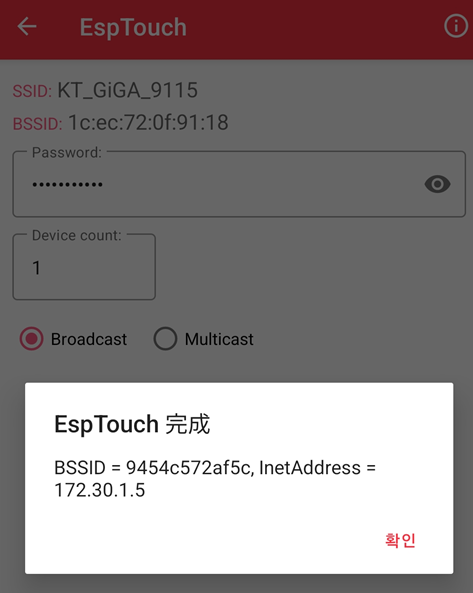 EspTouch
SSID: KT_GiGA_9115
BSSID: 1c:ec:72:0f:91:18
Password:
•••••••••••
Device count:
1
Broadcast Multicast
EspTouch 完成
BSSID = 9454c572af5c, InetAddress =
172.30.1.5
확인